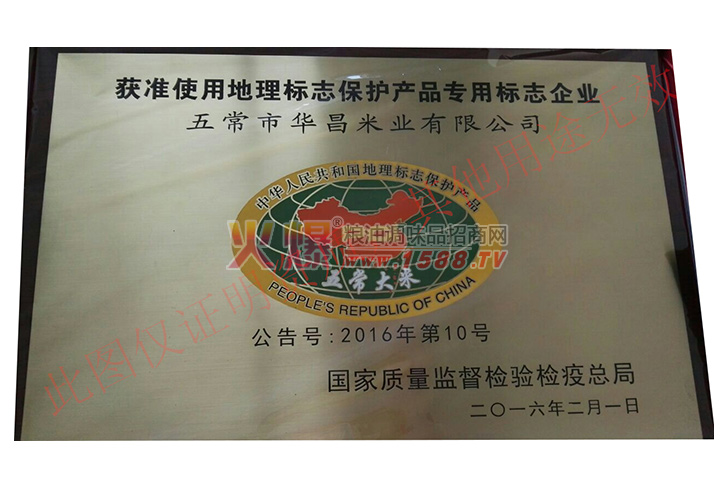 获准使用地理标志保护产品专用标志企业
五常市华昌米业有限公司
中华人民共和国地理标志保护产品
火爆®粮油调味品招商网
www.1588.TV
五常大米
PEOPLE'S REPUBLIC OF CHINA
公告号:2016年第10号
国家质量监督检验检疫总局
二〇一六年二月一日
此图仅证明
其他用途无效